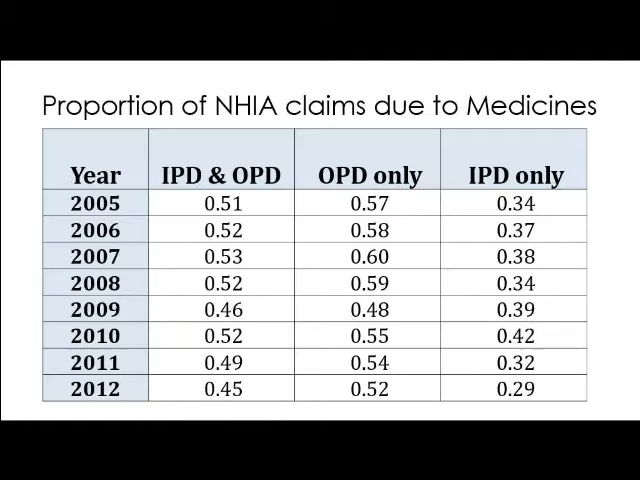 Proportion of NHIA claims due to Medicines
Year IPD & OPD OPD only IPD only
2005 0.51 0.57 0.34
2006 0.52 0.58 0.37
2007 0.53 0.60 0.38
2008 0.52 0.59 0.34
2009 0.46 0.48 0.39
2010 0.52 0.55 0.42
2011 0.49 0.54 0.32
2012 0.45 0.52 0.29